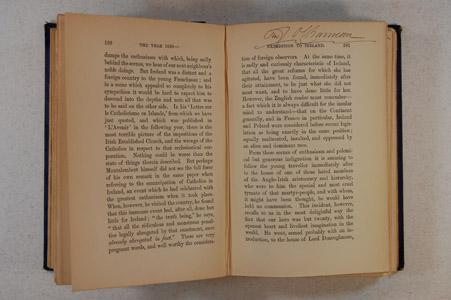 THE YEAR 1830—
damps the enthusiasm with which, being sadly
behind the scenes, we hear of our next neighbour's
noble doings. But Ireland was a distant and a
foreign country to the young Frenchman; and
in a cause which appealed so completely to his
sympathies it would be hard to expect him to
descend into the depths and note all that was
to be said on the other side. In his 'Lettre sur
le Catholicisme en Irlande,' from which we have
just quoted, and which was published in
'L'Avenir' in the following year, there is the
most terrible picture of the iniquities of the
Irish Established Church, and the wrongs of the
Catholics in respect to that ecclesiastical cor-
poration. Nothing could be worse than the
state of things therein described. But perhaps
Montalembert himself did not see the full force
of his own remark in the same paper when
referring to the emancipation of Catholics in
Ireland, an event which he had celebrated with
the greatest enthusiasm when it took place.
When, however, he visited the country, he found
that this immense event had, after all, done but
little for Ireland; "the truth being," he says,
"that all the ridiculous and monstrous penal-
ties legally abrogated by that enactment, were
already abrogated in fact." These are very
pregnant words, and well worthy the considera-
EXPEDITION TO IRELAND.
tion of foreign observers. At the same time, it
is sadly and curiously characteristic of Ireland,
that all the great reforms for which she has
agitated, have been found, immediately after
their attainment, to be just what she did not
most want, and to have done little for her.
However, the English reader must remember
—a fact which it is always difficult for the insular
mind to understand—that on the Continent
generally, and in France in particular, Ireland
and Poland were considered before recent legis-
lation as being exactly in the same position;
equally maltreated, insulted, and oppressed by
an alien and dominant race.
From these scenes of enthusiasm and polemi-
cal but generous indignation it is amusing to
follow the young traveller immediately after
to the house of one of those hated members
of the Anglo-Irish aristocracy and hierarchy,
who were to him the special and most cruel
tyrants of that martyr-people, and with whom,
it might have been thought, he would have
held no communion. This incident, however,
recalls to us in the most delightful way the
fact that our hero was but twenty, with the
openest heart and liveliest imagination in the
world. He went, armed probably with an in-
troduction, to the house of Lord Donoughmore,